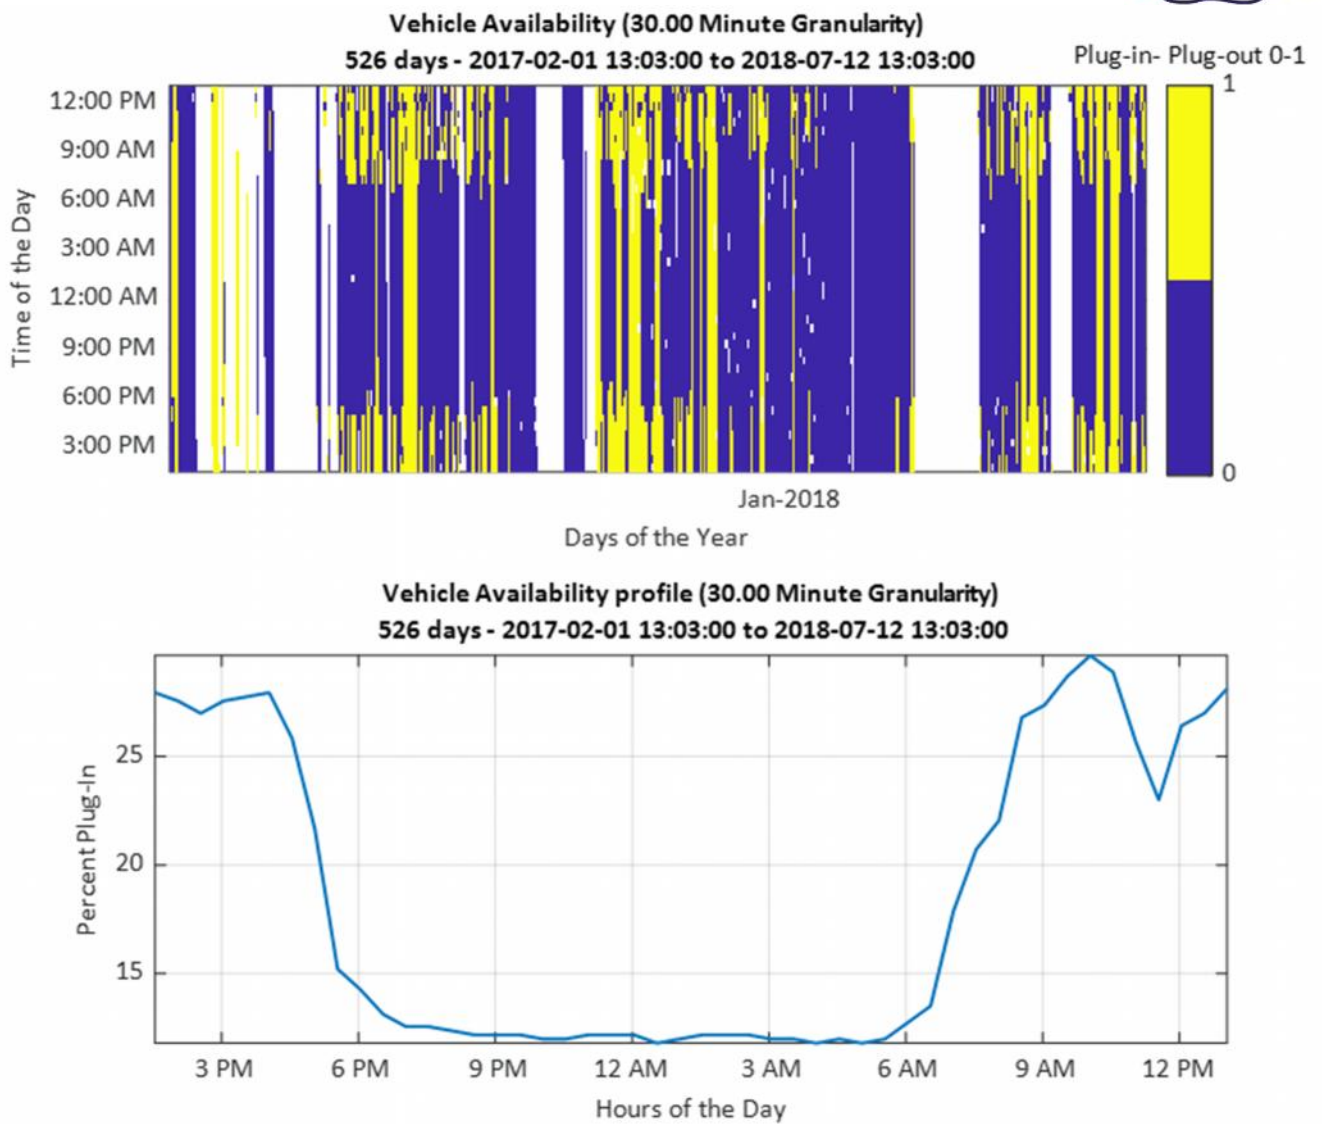 Vehicle Availability (30.00 Minute Granularity)
526 days - 2017-02-01 13:03:00 to 2018-07-12 13:03:00
Plug-in- Plug-out 0-1
1
12:00 PM
9:00 AM
6:00 AM
3:00 AM
12:00 AM
9:00 PM
6:00 PM
3:00 PM
Time of the Day
0
Jan-2018
Days of the Year
Vehicle Availability profile (30.00 Minute Granularity)
526 days - 2017-02-01 13:03:00 to 2018-07-12 13:03:00
25
20
15
Percent Plug-In
3 PM 6 PM 9 PM 12 AM 3 AM 6 AM 9 AM 12 PM
Hours of the Day